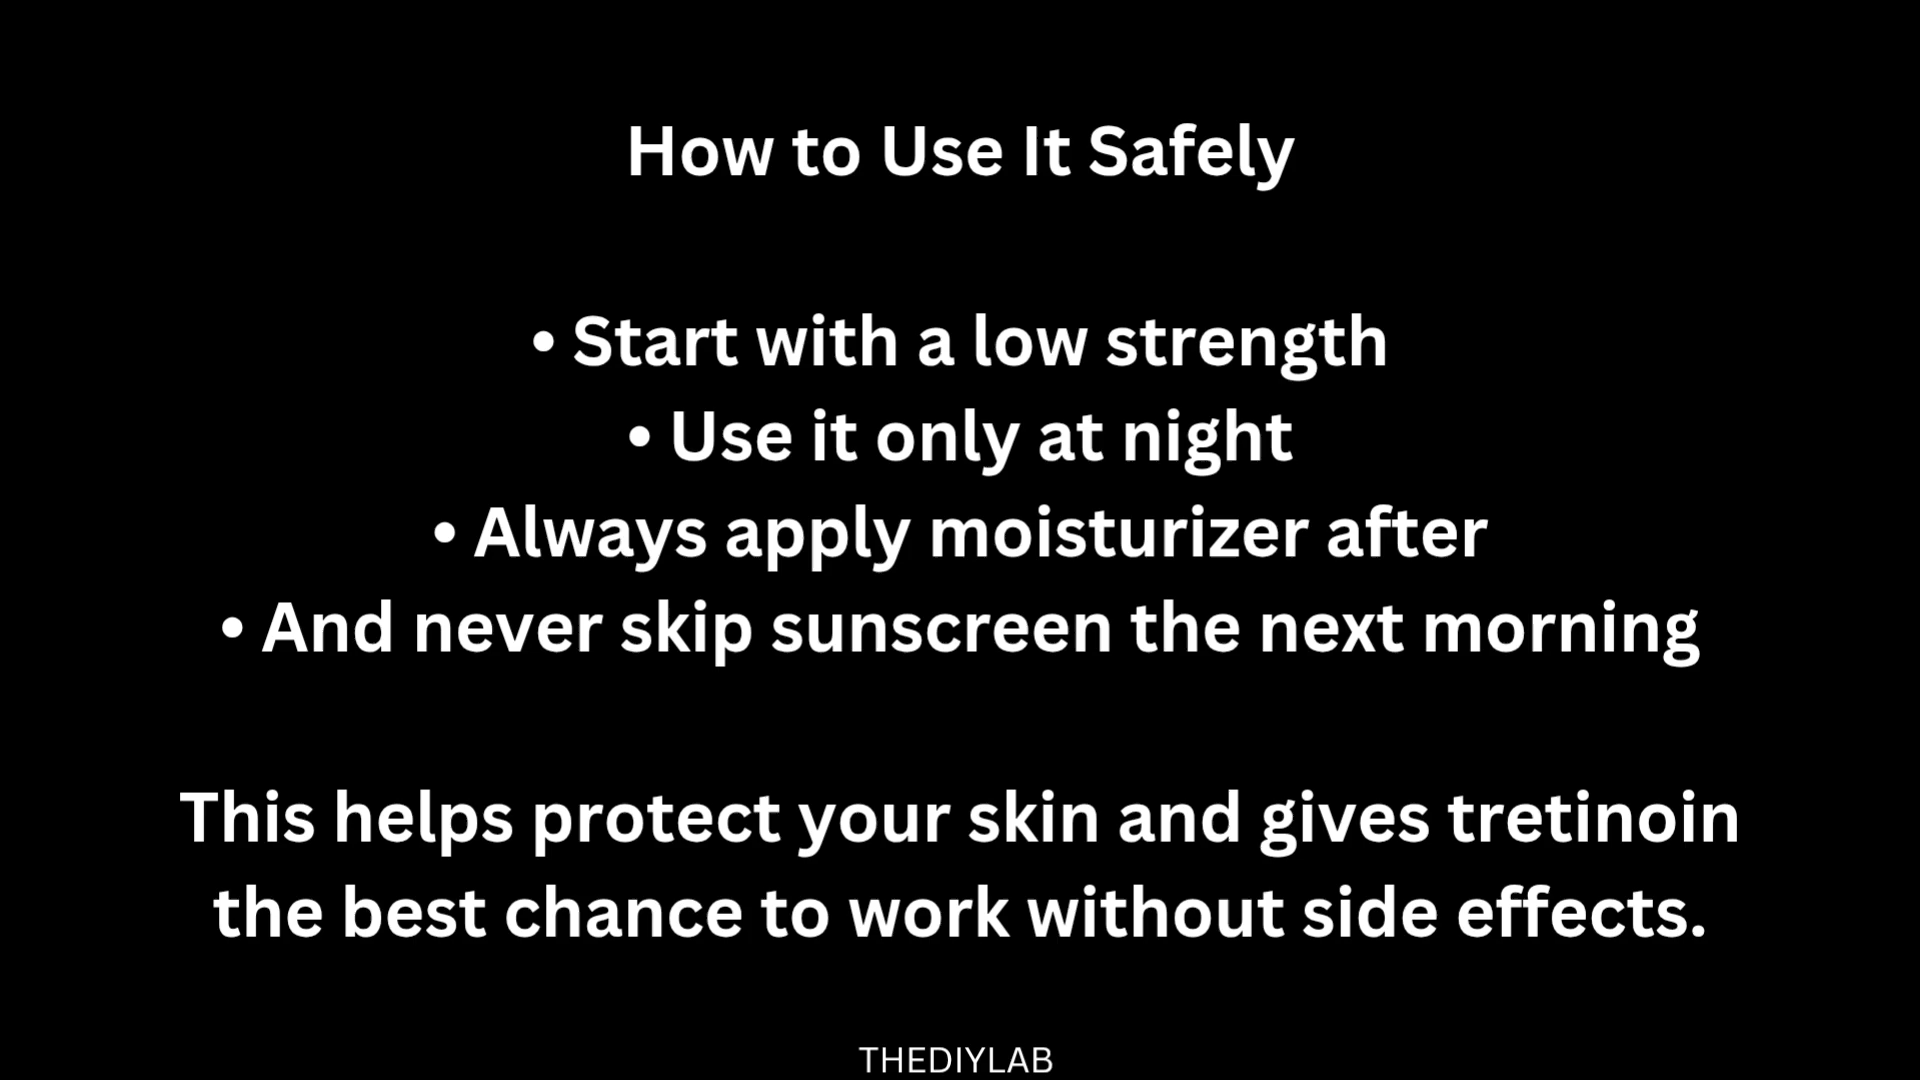 How to Use It Safely
• Start with a low strength
• Use it only at night
• Always apply moisturizer after
• And never skip sunscreen the next morning
This helps protect your skin and gives tretinoin
the best chance to work without side effects.
THEDIYLAB